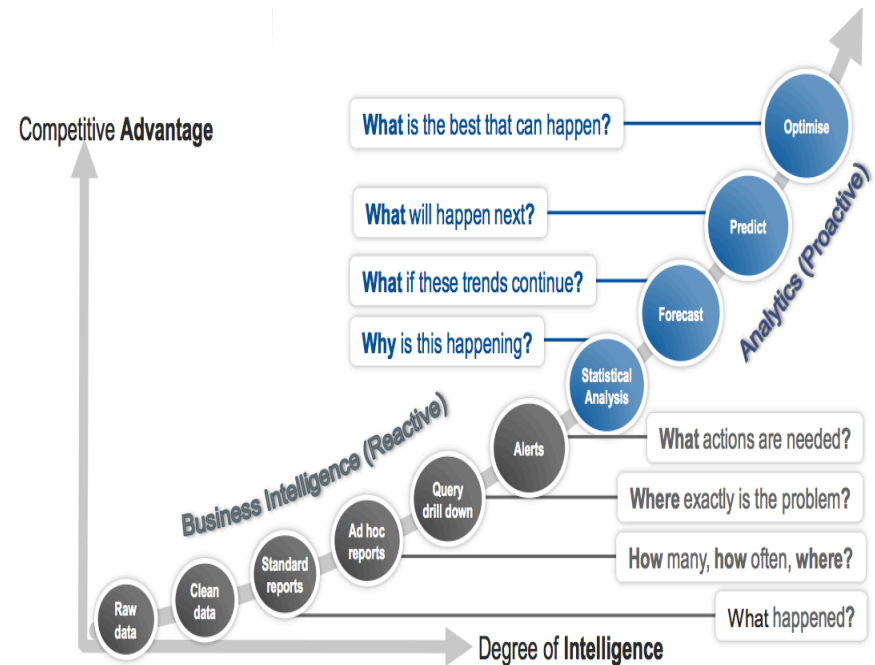 Competitive Advantage
What is the best that can happen?
Optimise
What will happen next?
Predict
Analytics (Proactive)
What if these trends continue?
Forecast
Why is this happening?
Statistical
Analysis
Business Intelligence (Reactive)
Alerts
What actions are needed?
Query
drill down
Where exactly is the problem?
Ad hoc
reports
How many, how often, where?
Standard
reports
Clean
data
Raw
data
What happened?
Degree of Intelligence